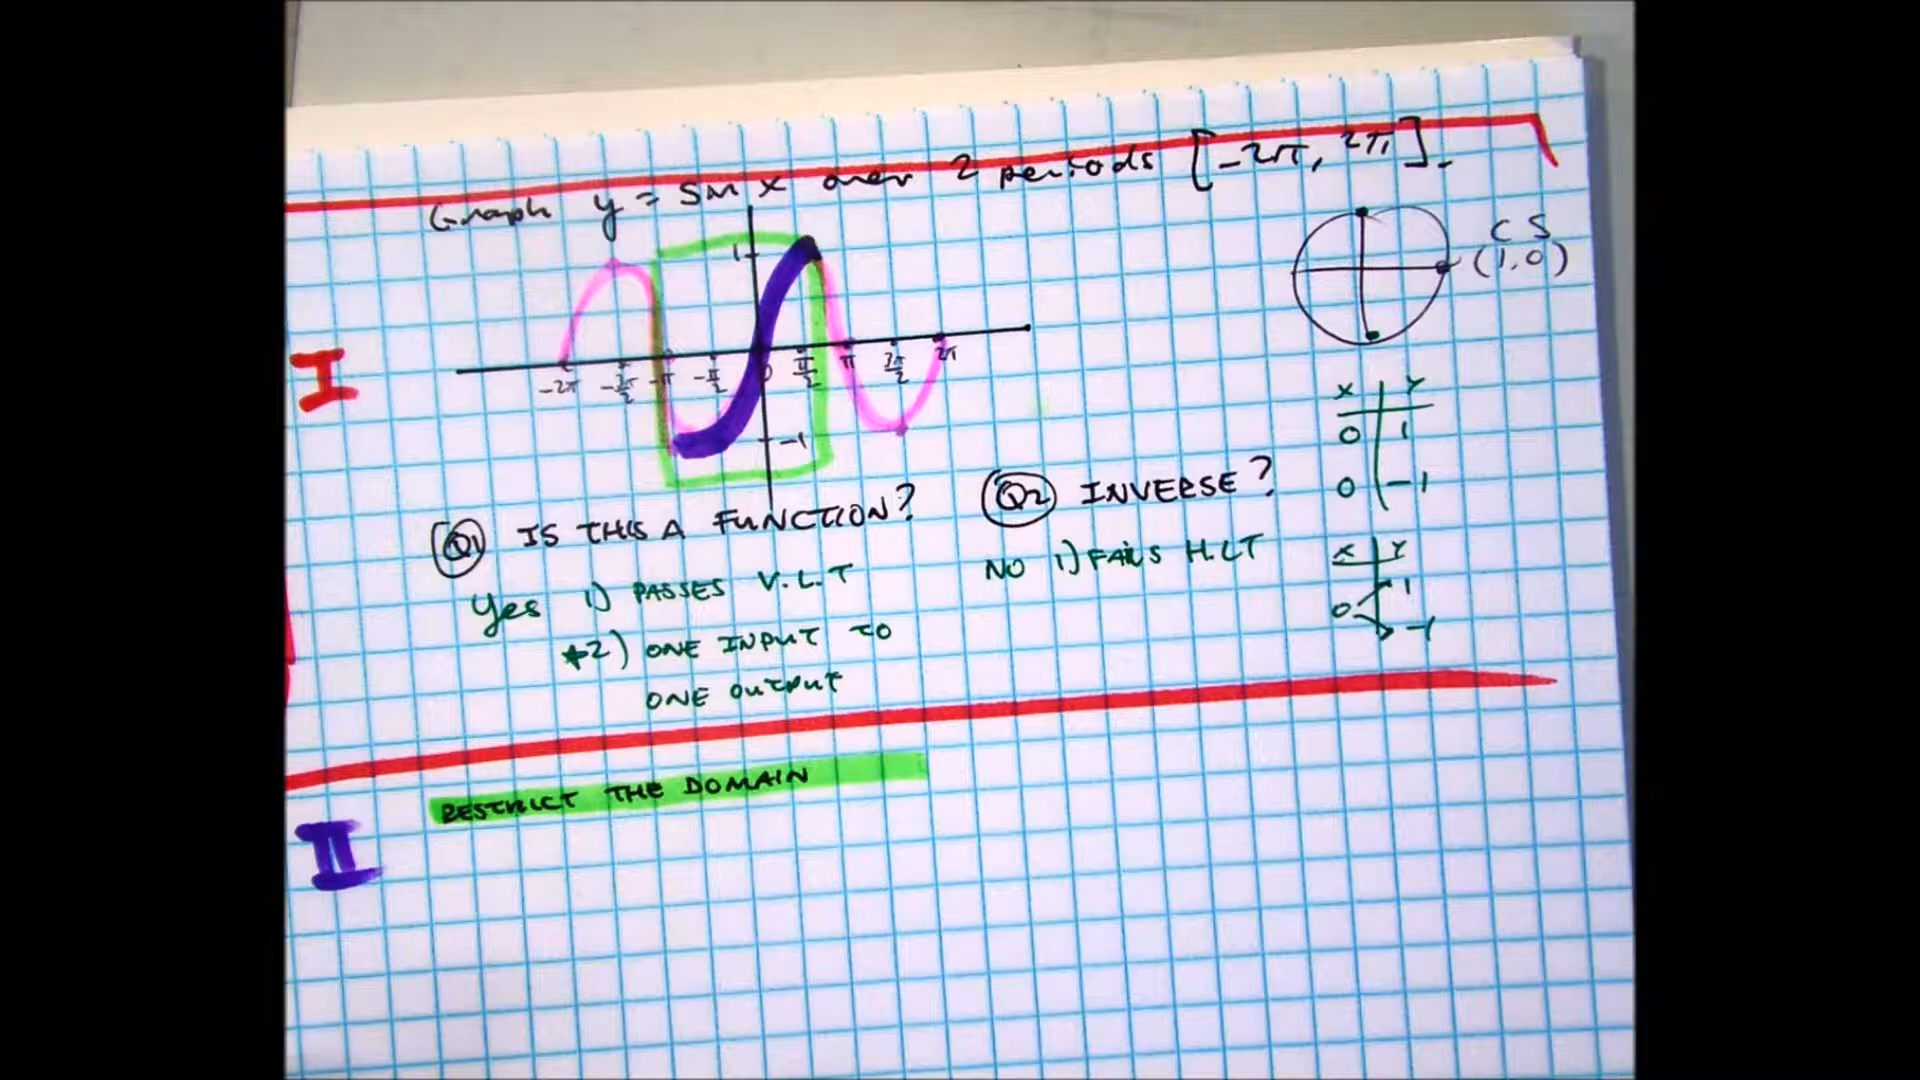 Graph y = sin x over 2 periods [-2π, 2π].
1
C S
(1,0)
I
-2π -3π/2 -π -π/2 0 π/2 π 3π/2 2π
-1
X Y
0 1
0 -1
Q1 IS THIS A FUNCTION?
Q2 INVERSE?
Yes 1) PASSES V.L.T
*2) ONE INPUT TO
ONE OUTPUT
NO 1) FAILS H.LT
X Y
1
0
-1
RESTRICT THE DOMAIN
II